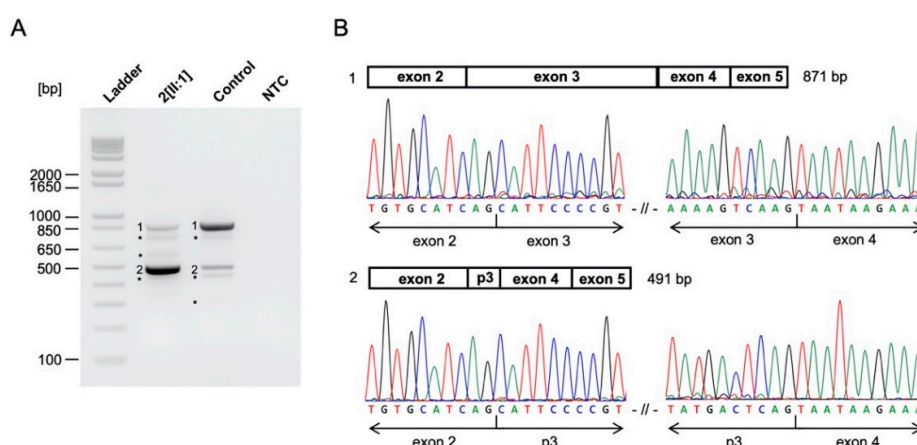 A
B
[bp]
Ladder
2[II:1]
Control
NTC
2000
1650
1000
850
650
500
100
1
*
*
2
*
1
*
2
*
1 exon 2 exon 3 exon 4 exon 5 871 bp
T G T G C A T C A G C A T T C C C C G T - // - A A A A G T C A A G T A A T A A G A A A
exon 2 exon 3 exon 3 exon 4
2 exon 2 p3 exon 4 exon 5 491 bp
T G T G C A T C A G C A T T C C C C G T - // - T A T G A C T C A G T A A T A A G A A A
exon 2 p3 p3 exon 4